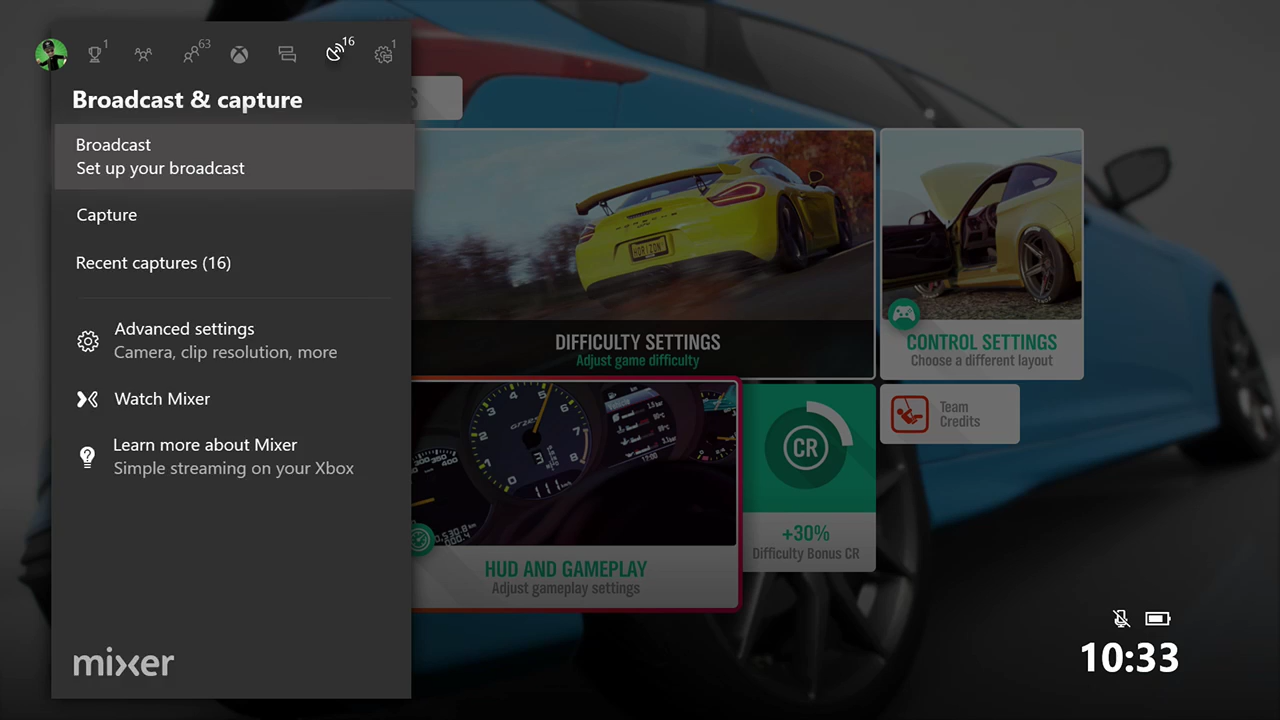 1
63
16
1
Broadcast & capture
Broadcast
Set up your broadcast
Capture
Recent captures (16)
Advanced settings
Camera, clip resolution, more
Watch Mixer
Learn more about Mixer
Simple streaming on your Xbox
mixer
S
HORIZON
DIFFICULTY SETTINGS
Adjust game difficulty
CONTROL SETTINGS
Choose a different layout
HUD AND GAMEPLAY
Adjust gameplay settings
CR
+30%
Difficulty Bonus CR
Team
Credits
10:33